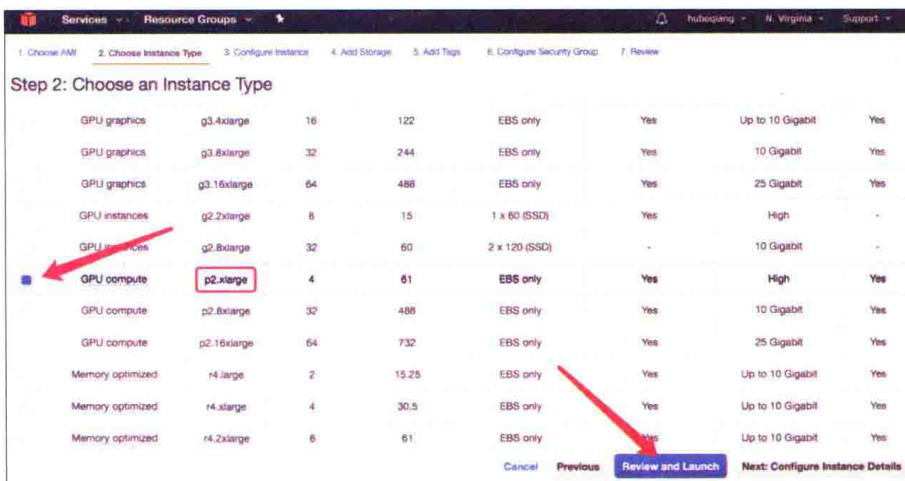 Services Resource Groups huboqiang N. Virginia Support
1. Choose AMI 2. Choose Instance Type 3. Configure Instance 4. Add Storage 5. Add Tags 6. Configure Security Group 7. Review
Step 2: Choose an Instance Type
GPU graphics g3.4xlarge 16 122 EBS only Yes Up to 10 Gigabit Yes
GPU graphics g3.8xlarge 32 244 EBS only Yes 10 Gigabit Yes
GPU graphics g3.16xlarge 64 488 EBS only Yes 25 Gigabit Yes
GPU instances g2.2xlarge 8 15 1 x 60 (SSD) Yes High -
GPU instances g2.8xlarge 32 60 2 x 120 (SSD) - 10 Gigabit -
GPU compute p2.xlarge 4 61 EBS only Yes High Yes
GPU compute p2.8xlarge 32 488 EBS only Yes 10 Gigabit Yes
GPU compute p2.16xlarge 64 732 EBS only Yes 25 Gigabit Yes
Memory optimized r4.large 2 15.25 EBS only Yes Up to 10 Gigabit Yes
Memory optimized r4.xlarge 4 30.5 EBS only Yes Up to 10 Gigabit Yes
Memory optimized r4.2xlarge 8 61 EBS only Yes Up to 10 Gigabit Yes
Cancel Previous Review and Launch Next: Configure Instance Details